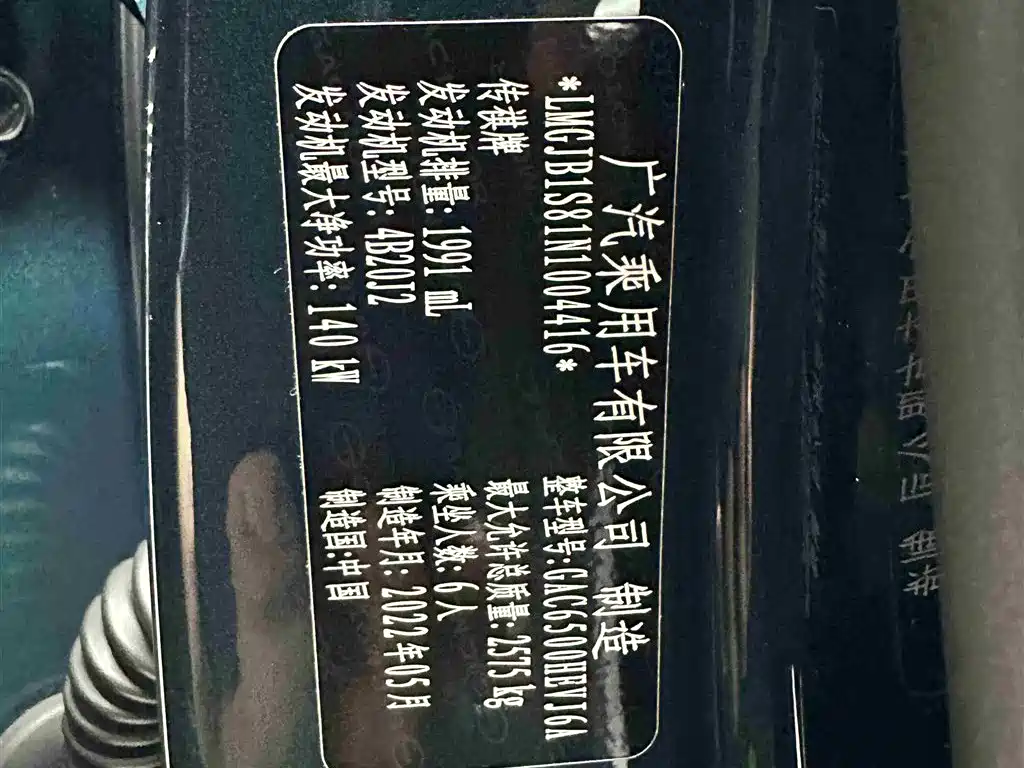 广汽乘用车有限公司 制造
*LMGJB1S81N1004416*
整车型号:GAC6500HEVJ6A
传祺牌
最大允许总质量:2575 kg
发动机排量:1991 mL
乘坐人数:6人
发动机型号:4B20J2
制造年月:2022年05月
发动机最大净功率:140 kW
制造国:中国